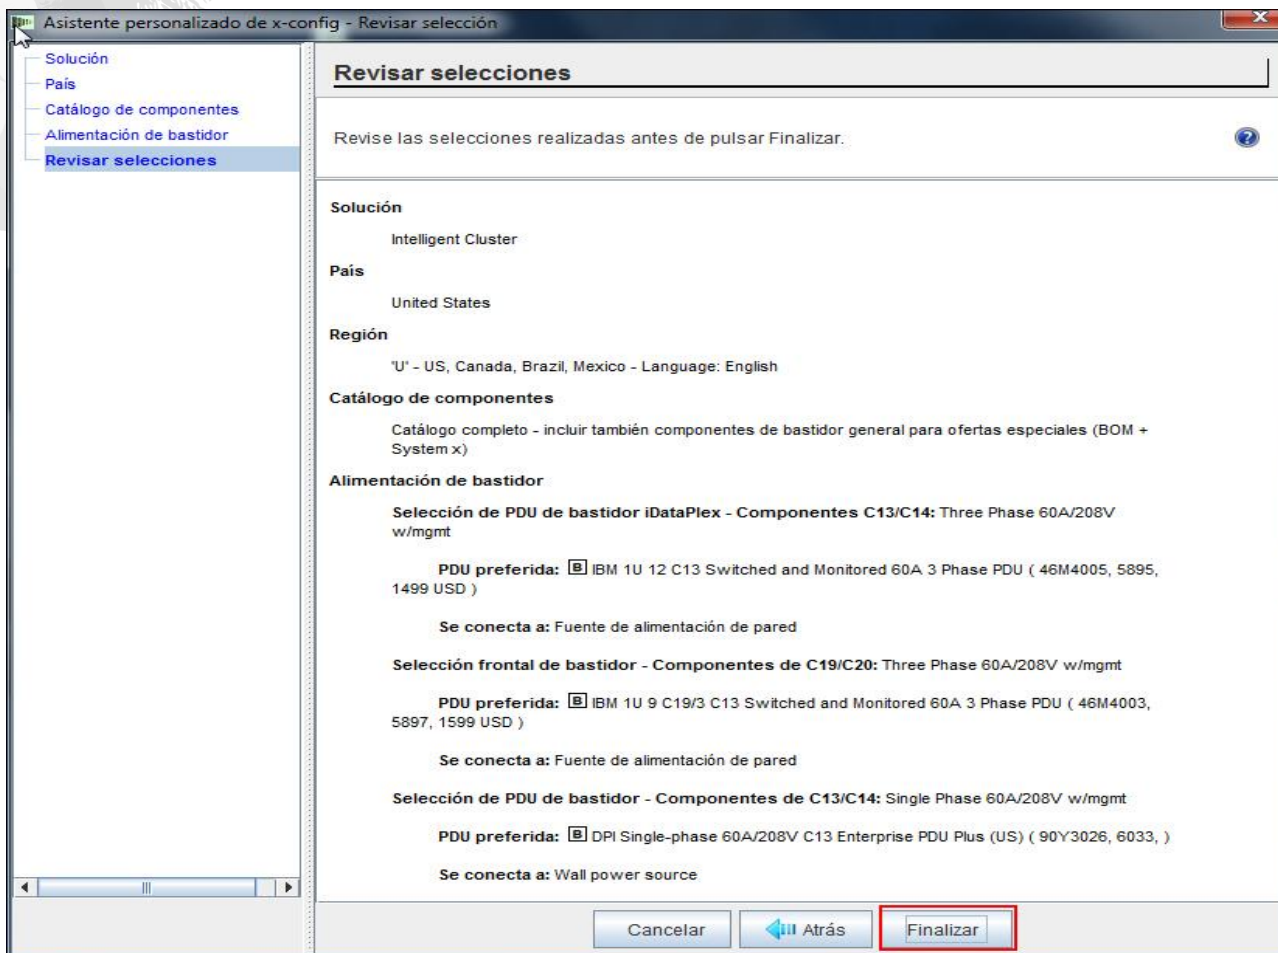 Asistente personalizado de x-config - Revisar selección
Solución
País
Catálogo de componentes
Alimentación de bastidor
Revisar selecciones
Revisar selecciones
Revise las selecciones realizadas antes de pulsar Finalizar.
Solución
Intelligent Cluster
País
United States
Región
'U' - US, Canada, Brazil, Mexico - Language: English
Catálogo de componentes
Catálogo completo - incluir también componentes de bastidor general para ofertas especiales (BOM +
System x)
Alimentación de bastidor
Selección de PDU de bastidor iDataPlex - Componentes C13/C14: Three Phase 60A/208V
w/mgmt
PDU preferida: B IBM 1U 12 C13 Switched and Monitored 60A 3 Phase PDU ( 46M4005, 5895,
1499 USD )
Se conecta a: Fuente de alimentación de pared
Selección frontal de bastidor - Componentes de C19/C20: Three Phase 60A/208V w/mgmt
PDU preferida: B IBM 1U 9 C19/3 C13 Switched and Monitored 60A 3 Phase PDU ( 46M4003,
5897, 1599 USD )
Se conecta a: Fuente de alimentación de pared
Selección de PDU de bastidor - Componentes de C13/C14: Single Phase 60A/208V w/mgmt
PDU preferida: B DPI Single-phase 60A/208V C13 Enterprise PDU Plus (US) ( 90Y3026, 6033, )
Se conecta a: Wall power source
Cancelar Atrás Finalizar